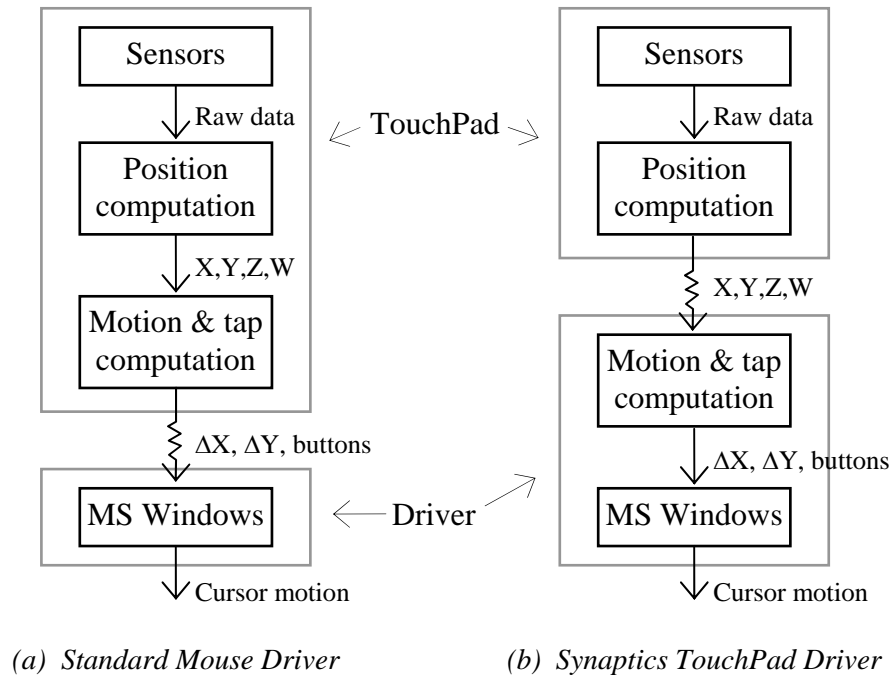 Sensors
Raw data
Position
computation
X,Y,Z,W
Motion & tap
computation
ΔX, ΔY, buttons
MS Windows
Cursor motion
(a) Standard Mouse Driver
TouchPad
Driver
Sensors
Raw data
Position
computation
X,Y,Z,W
Motion & tap
computation
ΔX, ΔY, buttons
MS Windows
Cursor motion
(b) Synaptics TouchPad Driver